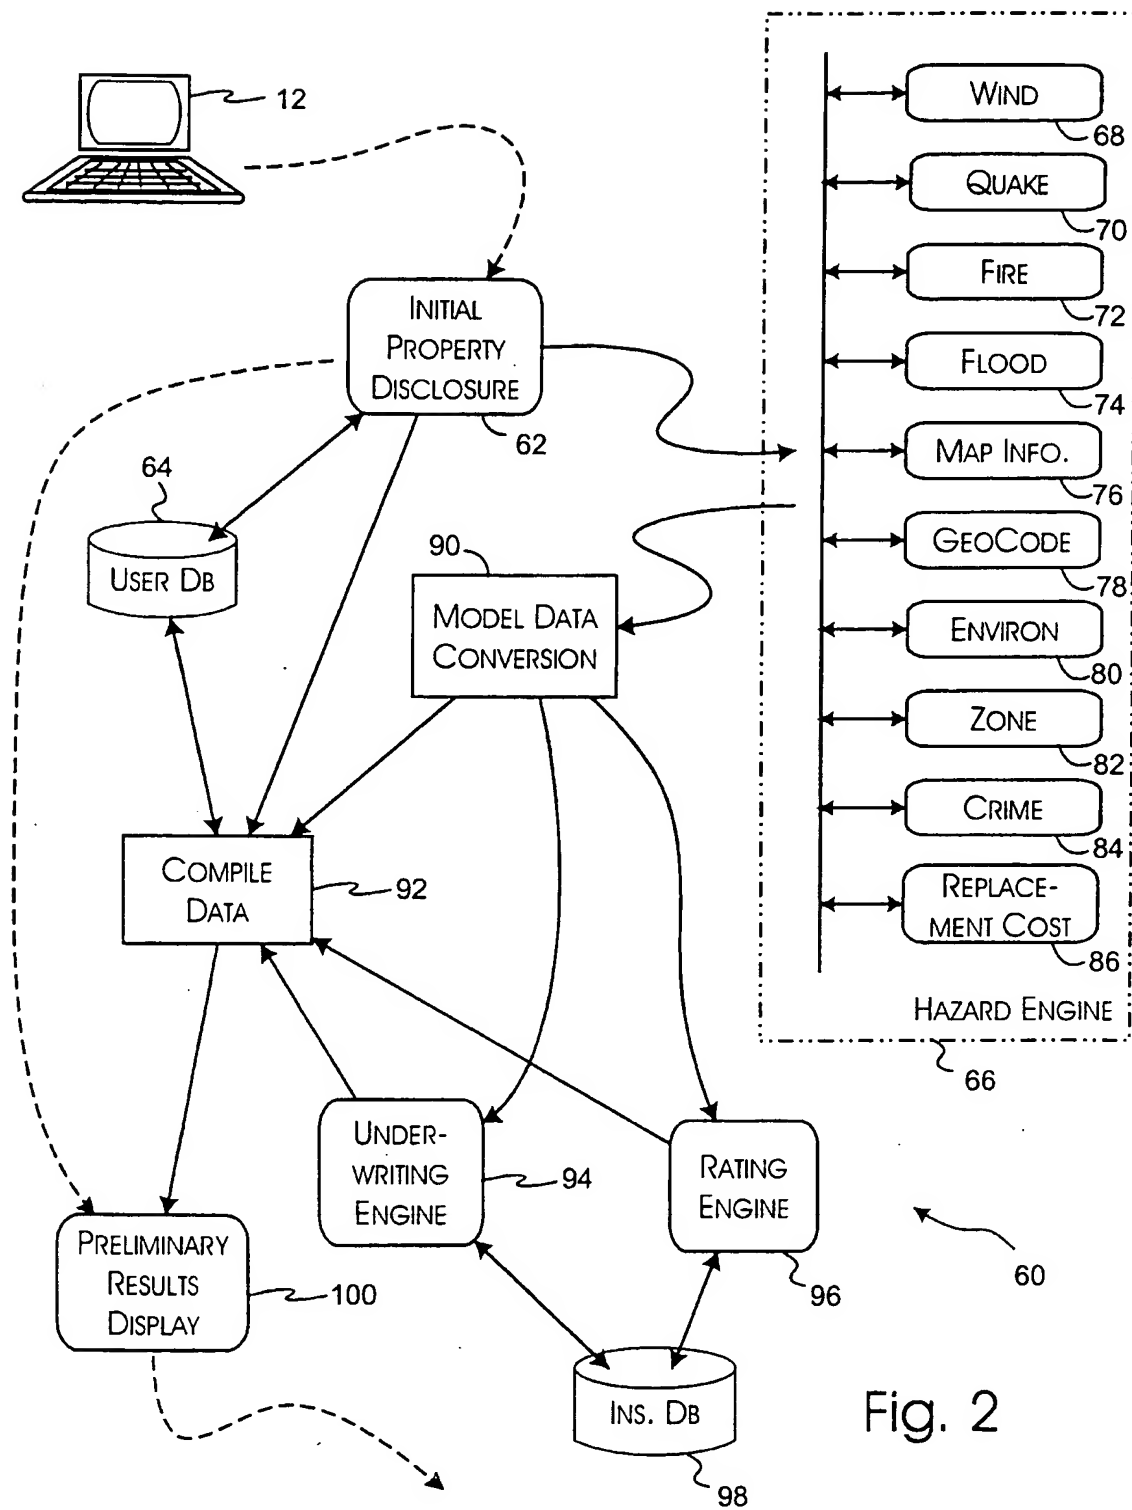 12
WIND
68
QUAKE
70
INITIAL
PROPERTY
DISCLOSURE
62
FIRE
72
FLOOD
74
MAP INFO.
76
64
USER DB
90
MODEL DATA
CONVERSION
GEOCODE
78
ENVIRON
80
ZONE
82
CRIME
84
COMPILE
DATA
92
REPLACE-
MENT COST
86
HAZARD ENGINE
66
UNDER-
WRITING
ENGINE
94
RATING
ENGINE
96
60
PRELIMINARY
RESULTS
DISPLAY
100
INS. DB
98
Fig. 2